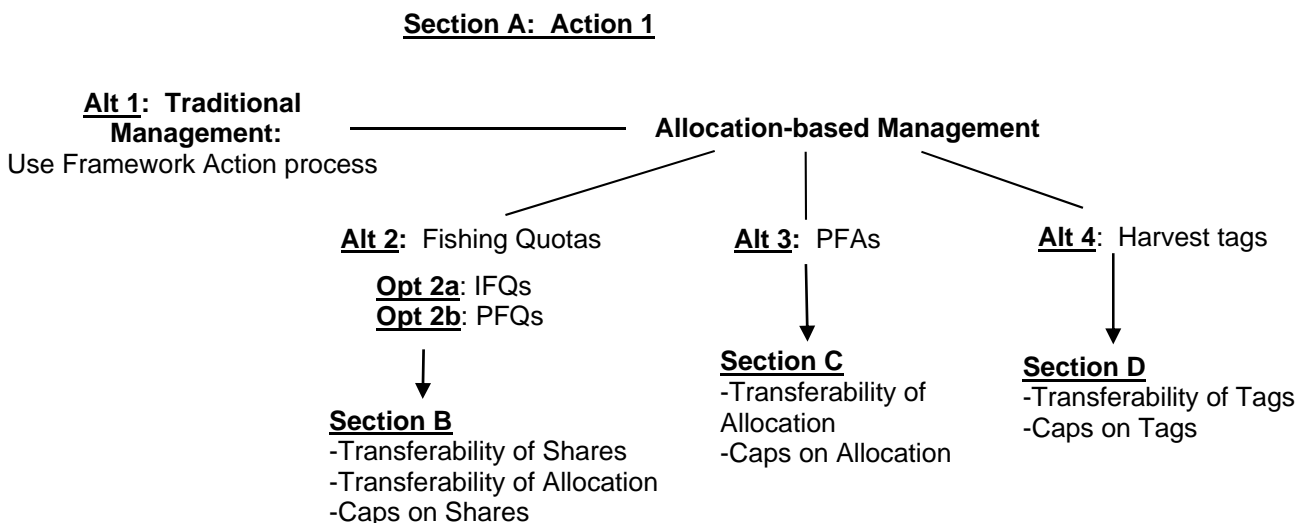 Section A: Action 1
Alt 1: Traditional
Management:
Use Framework Action process
Allocation-based Management
Alt 2: Fishing Quotas
Opt 2a: IFQs
Opt 2b: PFQs
Section B
-Transferability of Shares
-Transferability of Allocation
-Caps on Shares
Alt 3: PFAs
Section C
-Transferability of
Allocation
-Caps on Allocation
Alt 4: Harvest tags
Section D
-Transferability of Tags
-Caps on Tags